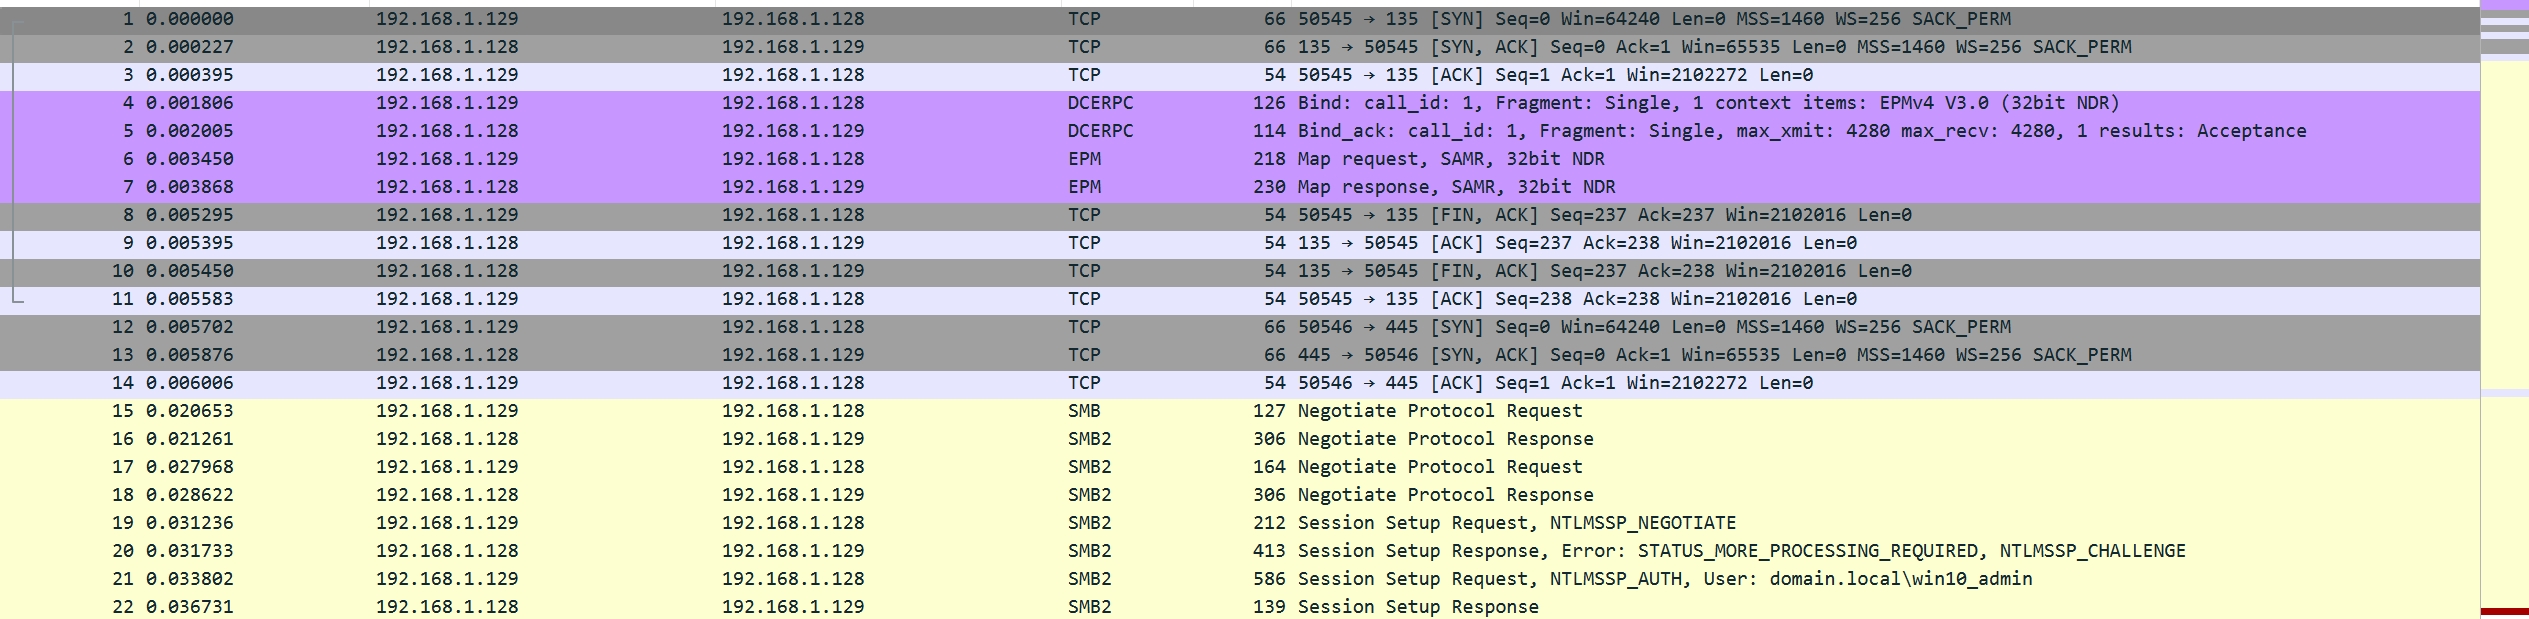 1 0.000000 192.168.1.129 192.168.1.128 TCP 66 50545 → 135 [SYN] Seq=0 Win=64240 Len=0 MSS=1460 WS=256 SACK_PERM
2 0.000227 192.168.1.128 192.168.1.129 TCP 66 135 → 50545 [SYN, ACK] Seq=0 Ack=1 Win=65535 Len=0 MSS=1460 WS=256 SACK_PERM
3 0.000395 192.168.1.129 192.168.1.128 TCP 54 50545 → 135 [ACK] Seq=1 Ack=1 Win=2102272 Len=0
4 0.001806 192.168.1.129 192.168.1.128 DCERPC 126 Bind: call_id: 1, Fragment: Single, 1 context items: EPMv4 V3.0 (32bit NDR)
5 0.002005 192.168.1.128 192.168.1.129 DCERPC 114 Bind_ack: call_id: 1, Fragment: Single, max_xmit: 4280 max_recv: 4280, 1 results: Acceptance
6 0.003450 192.168.1.129 192.168.1.128 EPM 218 Map request, SAMR, 32bit NDR
7 0.003868 192.168.1.128 192.168.1.129 EPM 230 Map response, SAMR, 32bit NDR
8 0.005295 192.168.1.129 192.168.1.128 TCP 54 50545 → 135 [FIN, ACK] Seq=237 Ack=237 Win=2102016 Len=0
9 0.005395 192.168.1.128 192.168.1.129 TCP 54 135 → 50545 [ACK] Seq=237 Ack=238 Win=2102016 Len=0
10 0.005450 192.168.1.128 192.168.1.129 TCP 54 135 → 50545 [FIN, ACK] Seq=237 Ack=238 Win=2102016 Len=0
11 0.005583 192.168.1.129 192.168.1.128 TCP 54 50545 → 135 [ACK] Seq=238 Ack=238 Win=2102016 Len=0
12 0.005702 192.168.1.129 192.168.1.128 TCP 66 50546 → 445 [SYN] Seq=0 Win=64240 Len=0 MSS=1460 WS=256 SACK_PERM
13 0.005876 192.168.1.128 192.168.1.129 TCP 66 445 → 50546 [SYN, ACK] Seq=0 Ack=1 Win=65535 Len=0 MSS=1460 WS=256 SACK_PERM
14 0.006006 192.168.1.129 192.168.1.128 TCP 54 50546 → 445 [ACK] Seq=1 Ack=1 Win=2102272 Len=0
15 0.020653 192.168.1.129 192.168.1.128 SMB 127 Negotiate Protocol Request
16 0.021261 192.168.1.128 192.168.1.129 SMB2 306 Negotiate Protocol Response
17 0.027968 192.168.1.129 192.168.1.128 SMB2 164 Negotiate Protocol Request
18 0.028622 192.168.1.128 192.168.1.129 SMB2 306 Negotiate Protocol Response
19 0.031236 192.168.1.129 192.168.1.128 SMB2 212 Session Setup Request, NTLMSSP_NEGOTIATE
20 0.031733 192.168.1.128 192.168.1.129 SMB2 413 Session Setup Response, Error: STATUS_MORE_PROCESSING_REQUIRED, NTLMSSP_CHALLENGE
21 0.033802 192.168.1.129 192.168.1.128 SMB2 586 Session Setup Request, NTLMSSP_AUTH, User: domain.local\win10_admin
22 0.036731 192.168.1.128 192.168.1.129 SMB2 139 Session Setup Response